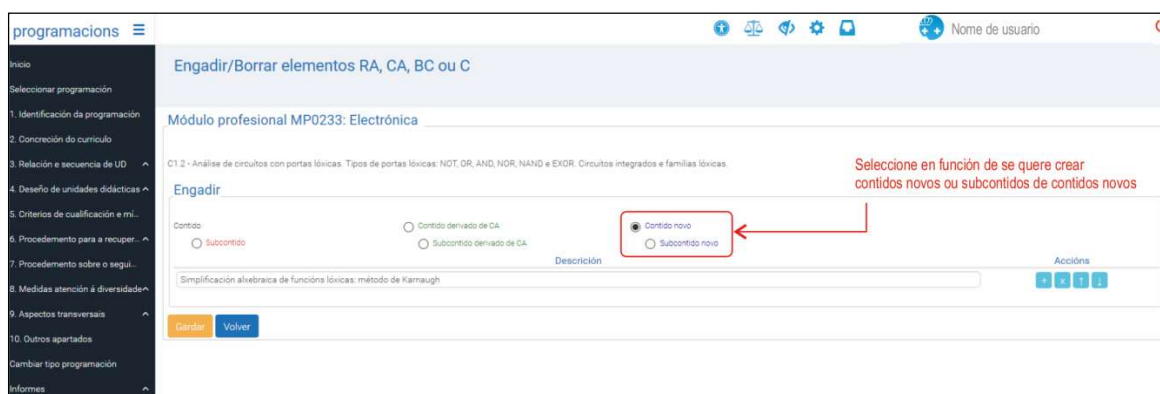 programacions
Nome de usuario
Inicio
Seleccionar programación
1. Identificación da programación
2. Concreción do currículo
3. Relación e secuencia de UD
4. Deseño de unidades didácticas
5. Criterios de cualificación e mí...
6. Procedemento para a recuper...
7. Procedemento sobre o segui...
8. Medidas atención á diversidade
9. Aspectos transversais
10. Outros apartados
Cambiar tipo programación
Informes
Engadir/Borrar elementos RA, CA, BC ou C
Módulo profesional MP0233: Electrónica
C1.2 - Análise de circuítos con portas lóxicas. Tipos de portas lóxicas: NOT, OR, AND, NOR, NAND e EXOR. Circuítos integrados e familias lóxicas.
Seleccione en función de se quere crear
contidos novos ou subcontidos de contidos novos
Engadir
Contido
Contido derivado de CA
Contido novo
Subcontido
Subcontido derivado de CA
Subcontido novo
Descrición
Accións
Simplificación alxebraica de funcións lóxicas: método de Karnaugh
+ x ↑ ↓
Gardar
Volver